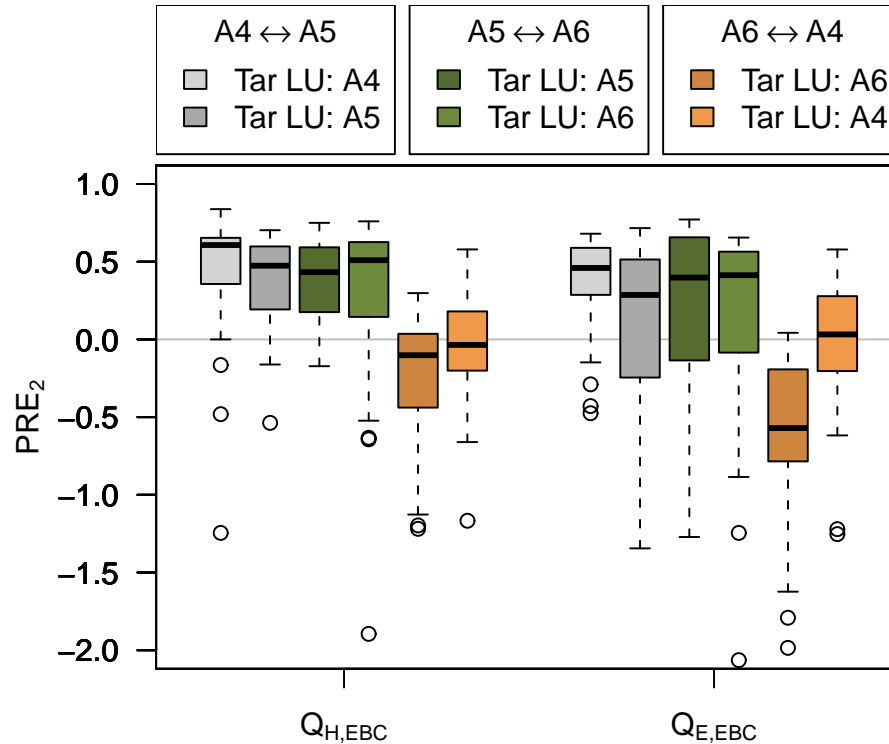 A4 ↔ A5
Tar LU: A4
Tar LU: A5
A5 ↔ A6
Tar LU: A5
Tar LU: A6
A6 ↔ A4
Tar LU: A6
Tar LU: A4
PRE₂
1.0
0.5
0.0
−0.5
−1.0
−1.5
−2.0
Q_H,EBC
Q_E,EBC